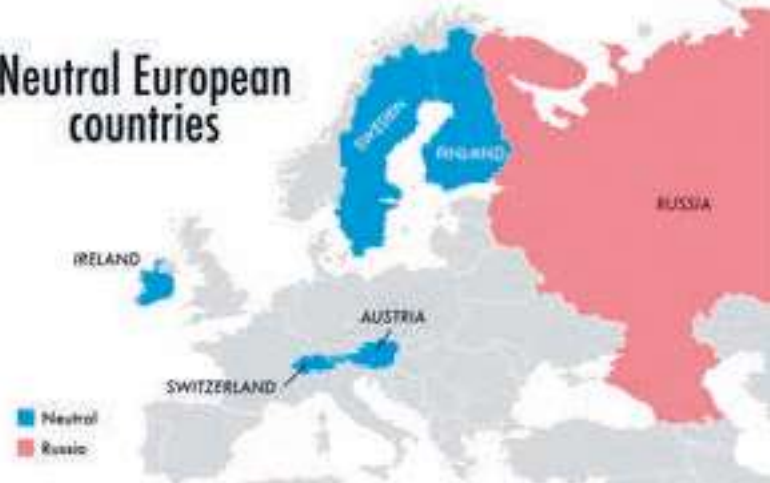 Neutral European
countries
SWEDEN
FINLAND
RUSSIA
IRELAND
AUSTRIA
SWITZERLAND
Neutral
Russia